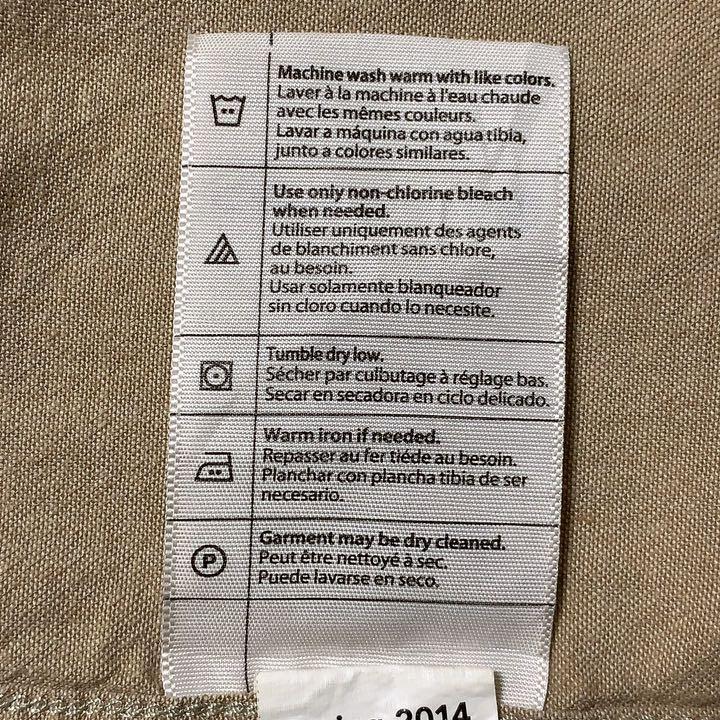 Machine wash warm with like colors.
Laver à la machine à l'eau chaude
avec les mêmes couleurs.
Lavar a máquina con agua tibia,
junto a colores similares.
Use only non-chlorine bleach
when needed.
Utiliser uniquement des agents
de blanchiment sans chlore,
au besoin.
Usar solamente blanqueador
sin cloro cuando lo necesite.
Tumble dry low.
Sécher par culbutage à réglage bas.
Secar en secadora en ciclo delicado.
Warm iron if needed.
Repasser au fer tiéde au besoin.
Planchar con plancha tibia de ser
necesario.
P
Garment may be dry cleaned.
Peut être nettoyé à sec.
Puede lavarse en seco.
2014